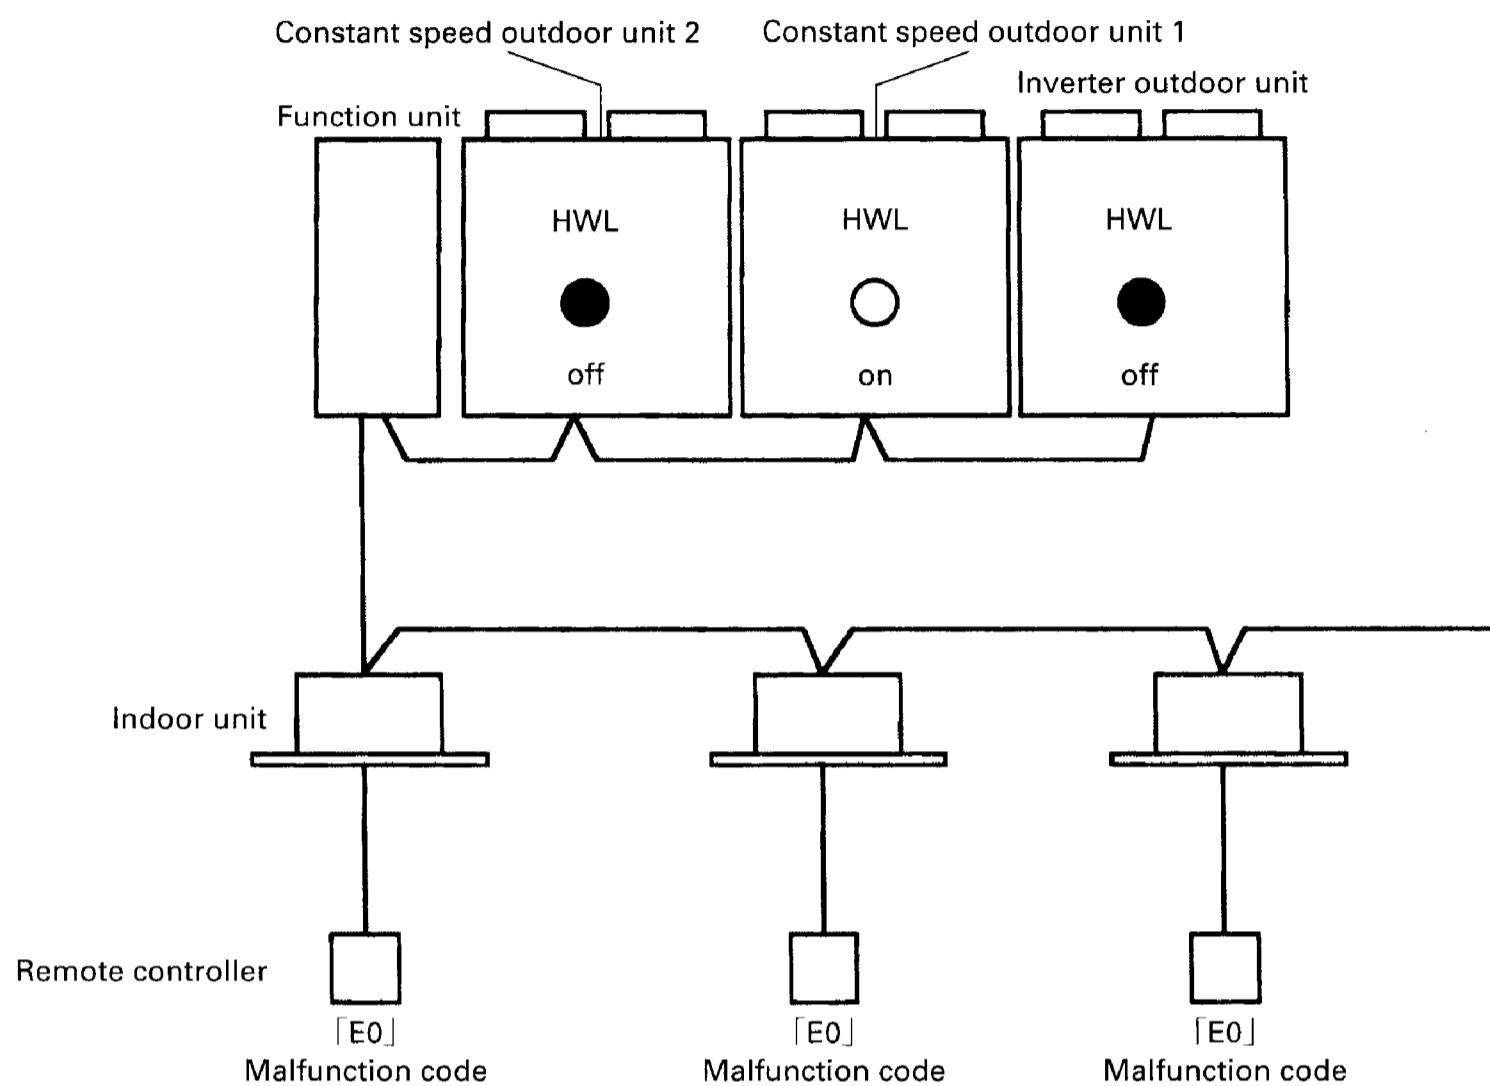 Constant speed outdoor unit 2
Constant speed outdoor unit 1
Inverter outdoor unit
Function unit
HWL
HWL
HWL
off
on
off
Indoor unit
Remote controller
「E0」
「E0」
「E0」
Malfunction code
Malfunction code
Malfunction code